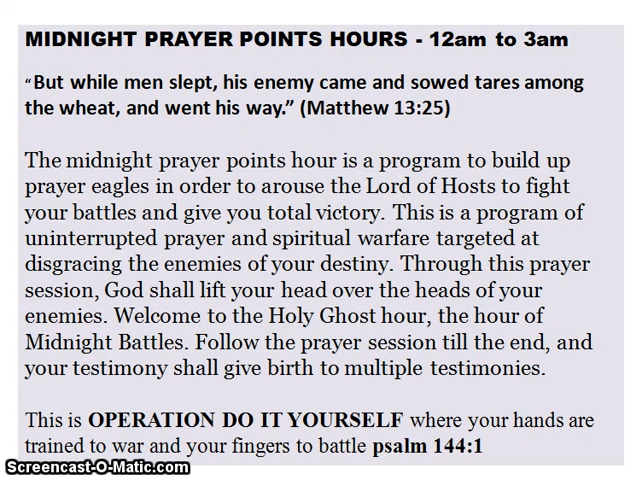 MIDNIGHT PRAYER POINTS HOURS - 12am to 3am
“But while men slept, his enemy came and sowed tares among
the wheat, and went his way.” (Matthew 13:25)
The midnight prayer points hour is a program to build up
prayer eagles in order to arouse the Lord of Hosts to fight
your battles and give you total victory. This is a program of
uninterrupted prayer and spiritual warfare targeted at
disgracing the enemies of your destiny. Through this prayer
session, God shall lift your head over the heads of your
enemies. Welcome to the Holy Ghost hour, the hour of
Midnight Battles. Follow the prayer session till the end, and
your testimony shall give birth to multiple testimonies.
This is OPERATION DO IT YOURSELF where your hands are
trained to war and your fingers to battle psalm 144:1
Screencast-O-Matic.com